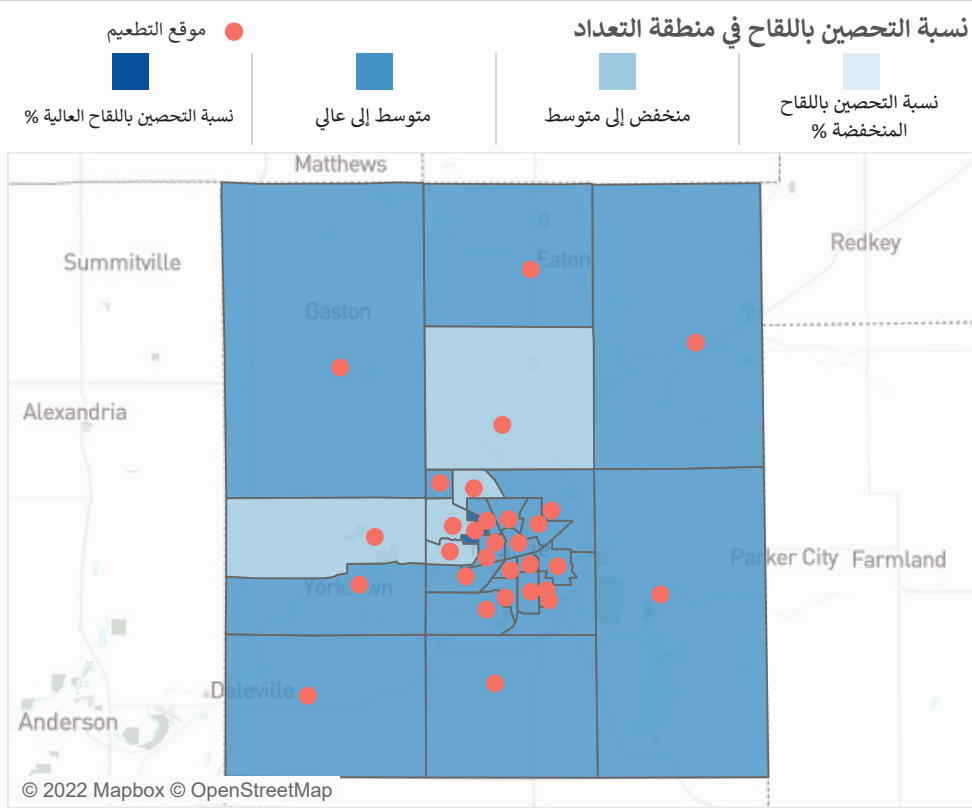 نسبة التحصين باللقاح في منطقة التعداد
موقع التطعيم
نسبة التحصين باللقاح
المنخفضة %
منخفض إلى متوسط
متوسط إلى عالي
نسبة التحصين باللقاح العالية %
Matthews
Summitville
Eaton
Redkey
Gaston
Alexandria
Parker City
Farmland
Daleville
Anderson
© 2022 Mapbox © OpenStreetMap